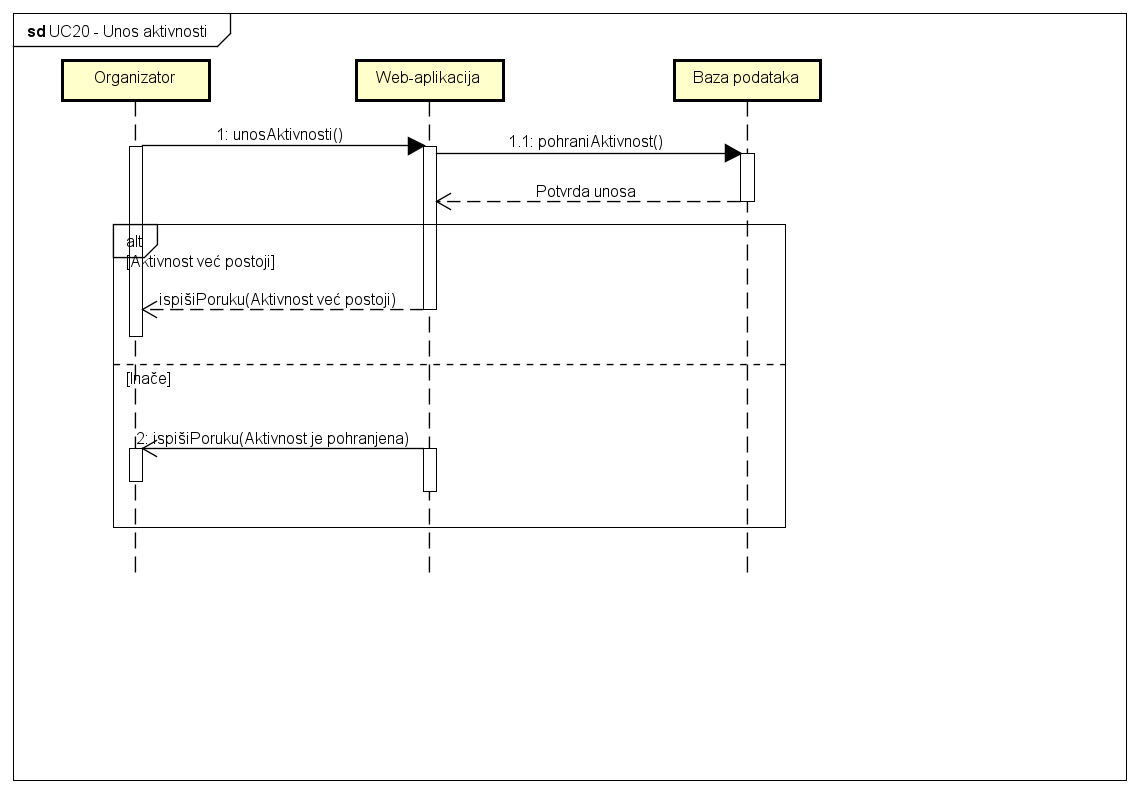 sd UC20 - Unos aktivnosti
Organizator
Web-aplikacija
Baza podataka
1: unosAktivnosti()
1.1: pohraniAktivnost()
Potvrda unosa
alt
[Aktivnost već postoji]
ispišiPoruku(Aktivnost već postoji)
[Inače]
2: ispišiPoruku(Aktivnost je pohranjena)